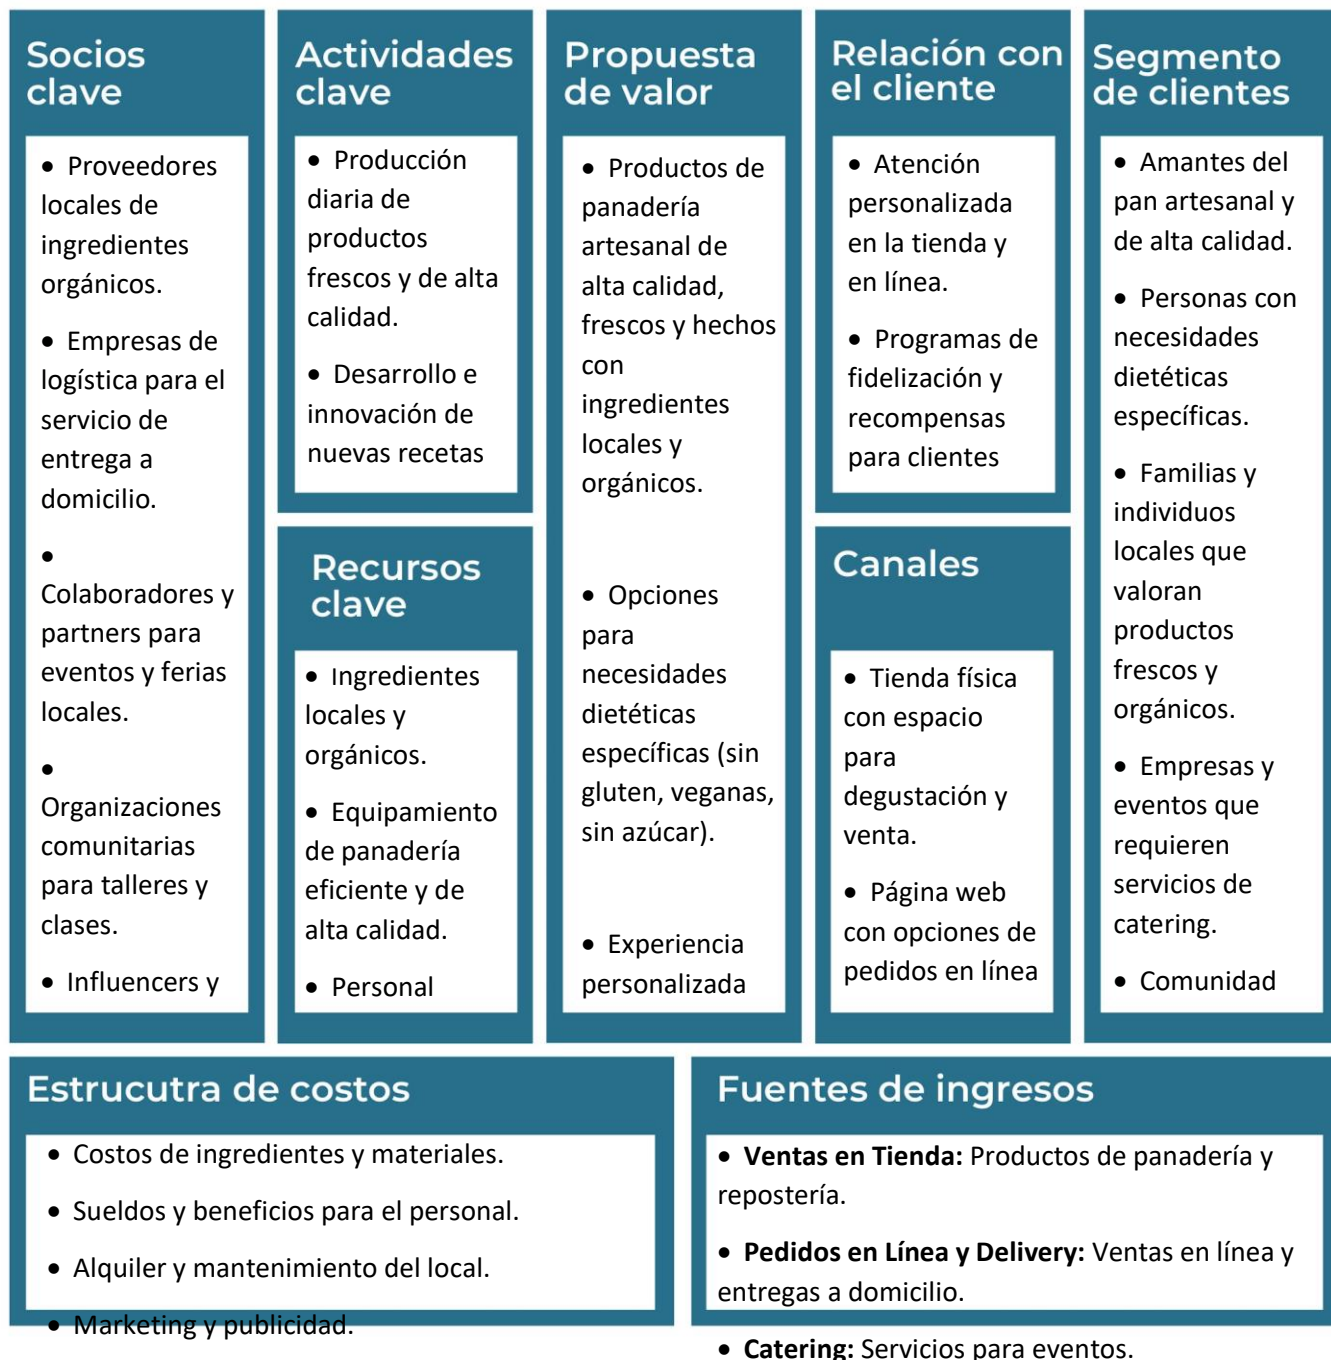 Socios
clave
• Proveedores
locales de
ingredientes
orgánicos.
• Empresas de
logística para el
servicio de
entrega a
domicilio.
•
Colaboradores y
partners para
eventos y ferias
locales.
•
Organizaciones
comunitarias
para talleres y
clases.
• Influencers y
Actividades
clave
• Producción
diaria de
productos
frescos y de alta
calidad.
• Desarrollo e
innovación de
nuevas recetas
Recursos
clave
• Ingredientes
locales y
orgánicos.
• Equipamiento
de panadería
eficiente y de
alta calidad.
• Personal
Propuesta
de valor
• Productos de
panadería
artesanal de
alta calidad,
frescos y hechos
con
ingredientes
locales y
orgánicos.
• Opciones
para
necesidades
dietéticas
específicas (sin
gluten, veganas,
sin azúcar).
• Experiencia
personalizada
Relación con
el cliente
• Atención
personalizada
en la tienda y
en línea.
• Programas de
fidelización y
recompensas
para clientes
Canales
• Tienda física
con espacio
para
degustación y
venta.
• Página web
con opciones de
pedidos en línea
Segmento
de clientes
• Amantes del
pan artesanal y
de alta calidad.
• Personas con
necesidades
dietéticas
específicas.
• Familias y
individuos
locales que
valoran
productos
frescos y
orgánicos.
• Empresas y
eventos que
requieren
servicios de
catering.
• Comunidad
Estrucutra de costos
• Costos de ingredientes y materiales.
• Sueldos y beneficios para el personal.
• Alquiler y mantenimiento del local.
• Marketing y publicidad.
Fuentes de ingresos
• Ventas en Tienda: Productos de panadería y
repostería.
• Pedidos en Línea y Delivery: Ventas en línea y
entregas a domicilio.
• Catering: Servicios para eventos.